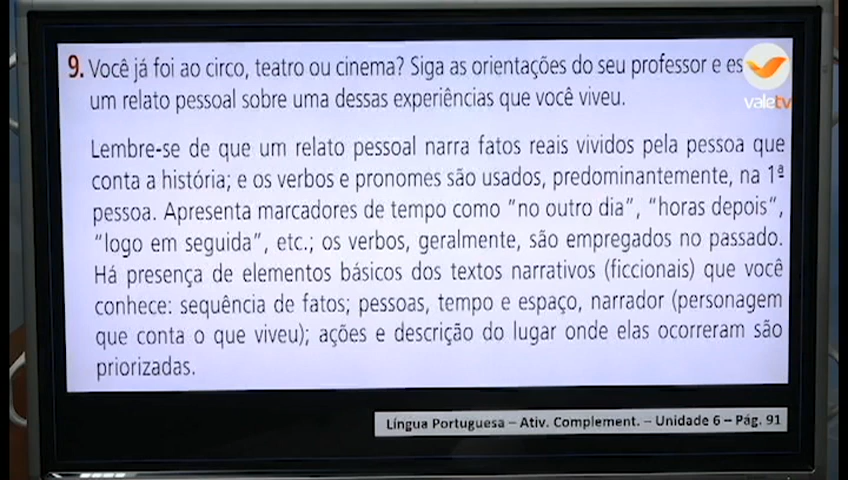 9. Você já foi ao circo, teatro ou cinema? Siga as orientações do seu professor e es
um relato pessoal sobre uma dessas experiências que você viveu.
Lembre-se de que um relato pessoal narra fatos reais vividos pela pessoa que
conta a história; e os verbos e pronomes são usados, predominantemente, na 1ª
pessoa. Apresenta marcadores de tempo como "no outro dia", "horas depois",
"logo em seguida", etc.; os verbos, geralmente, são empregados no passado.
Há presença de elementos básicos dos textos narrativos (ficcionais) que você
conhece: sequência de fatos; pessoas, tempo e espaço, narrador (personagem
que conta o que viveu); ações e descrição do lugar onde elas ocorreram são
priorizadas.
valetv
Língua Portuguesa – Ativ. Complement. – Unidade 6 – Pág. 91